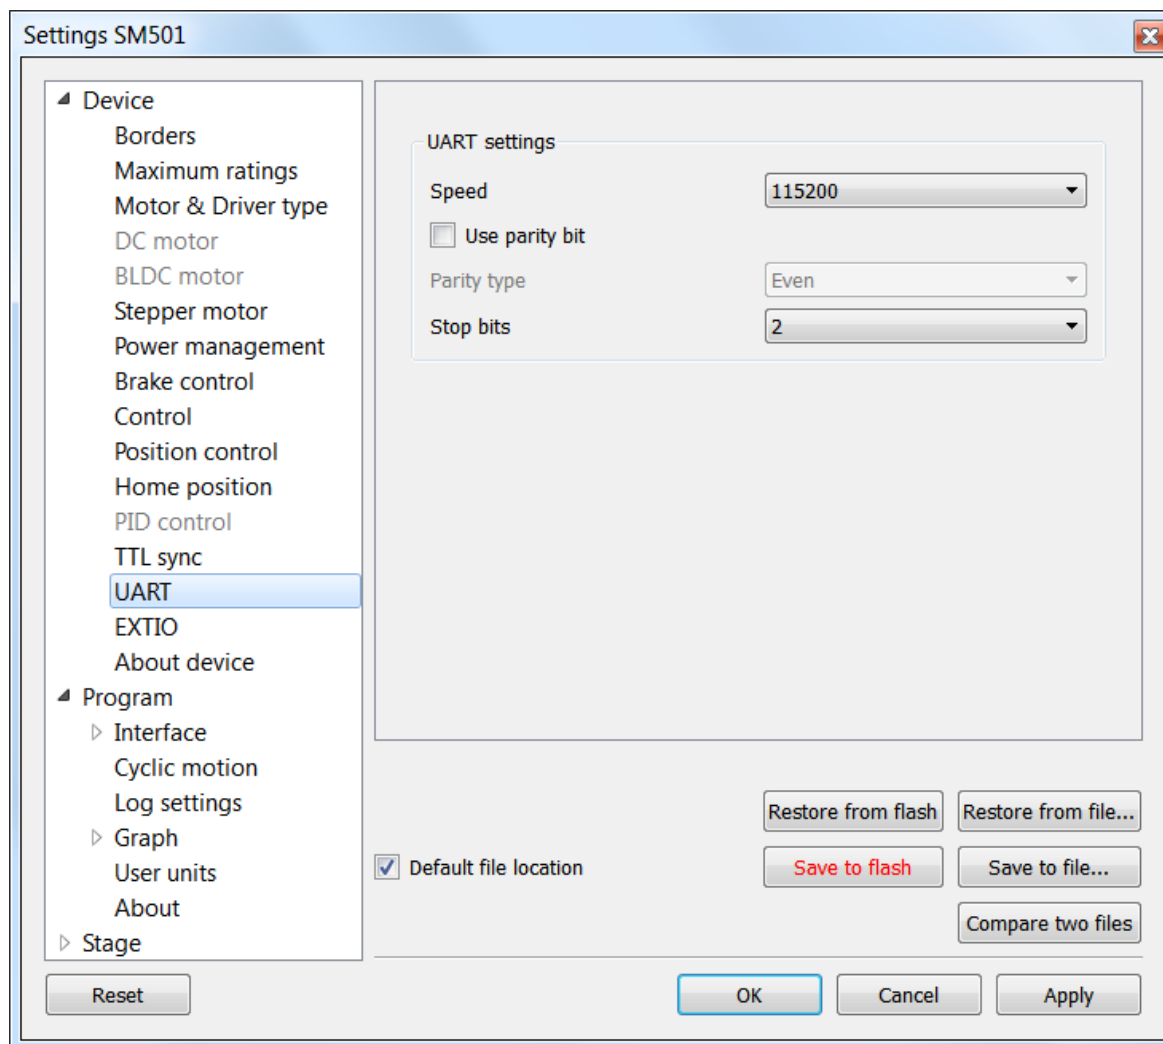 Settings SM501
Device
Borders
Maximum ratings
Motor & Driver type
DC motor
BLDC motor
Stepper motor
Power management
Brake control
Control
Position control
Home position
PID control
TTL sync
UART
EXTIO
About device
Program
Interface
Cyclic motion
Log settings
Graph
User units
About
Stage
UART settings
Speed 115200
Use parity bit
Parity type Even
Stop bits 2
Restore from flash Restore from file...
Default file location Save to flash Save to file...
Compare two files
Reset OK Cancel Apply